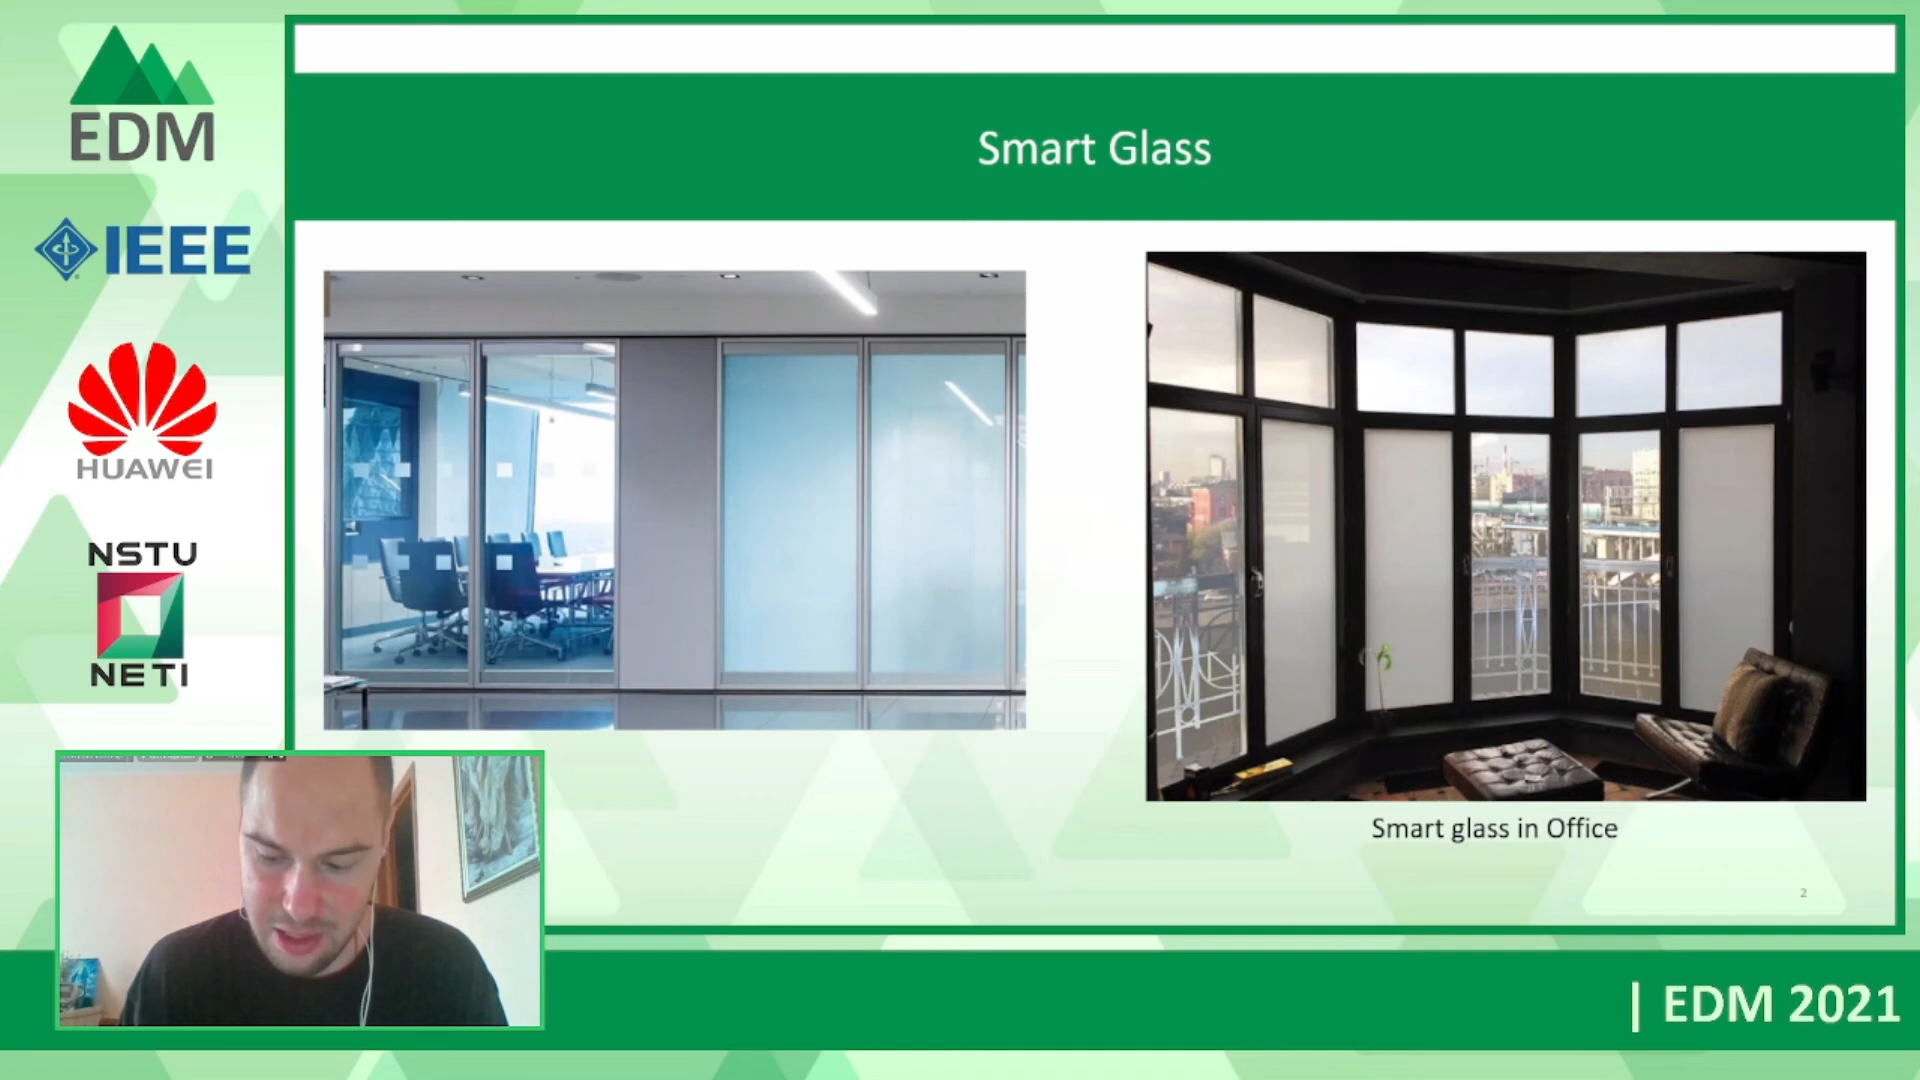 EDM
IEEE
HUAWEI
NSTU
NETI
Smart Glass
Smart glass in Office
2
| EDM 2021